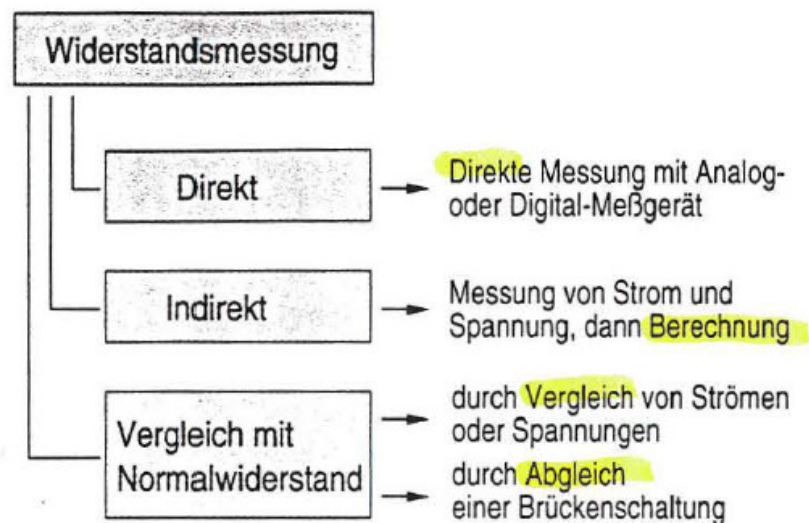 Widerstandsmessung
Direkt
Direkte Messung mit Analog-
oder Digital-Meßgerät
Indirekt
Messung von Strom und
Spannung, dann Berechnung
Vergleich mit
Normalwiderstand
durch Vergleich von Strömen
oder Spannungen
durch Abgleich
einer Brückenschaltung